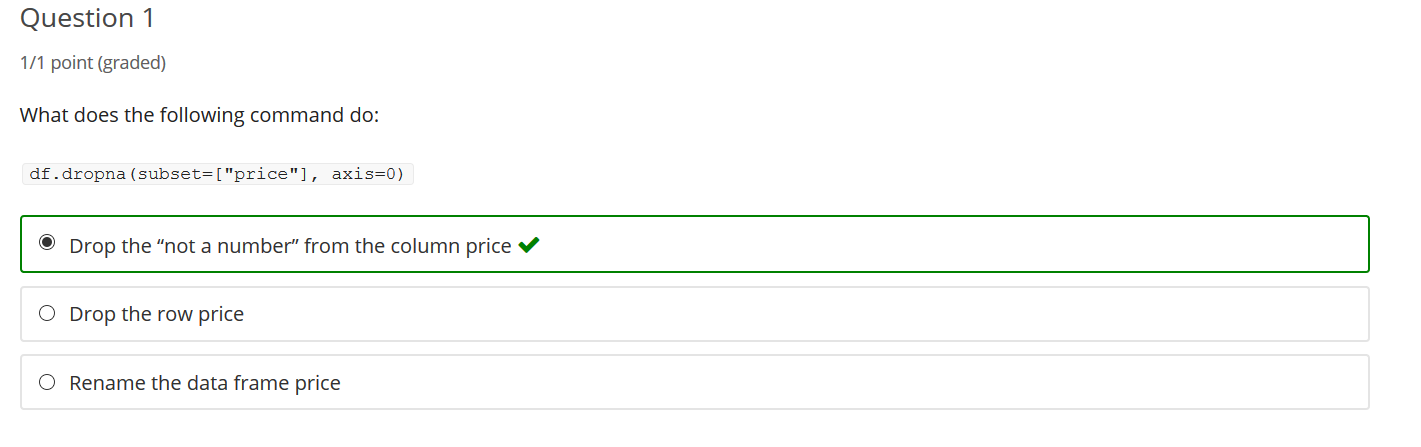 Question 1
1/1 point (graded)
What does the following command do:
df.dropna(subset=["price"], axis=0)
Drop the “not a number” from the column price
Drop the row price
Rename the data frame price